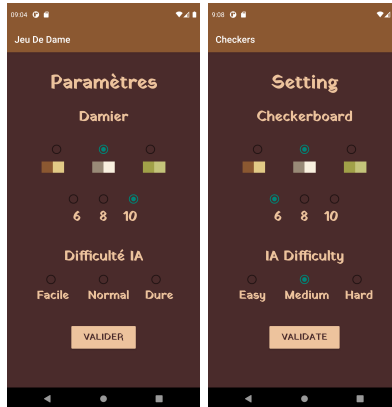 09:04
Jeu De Dame
Paramètres
Damier
6 8 10
Difficulté IA
Facile Normal Dure
VALIDER
9:08
Checkers
Setting
Checkerboard
6 8 10
IA Difficulty
Easy Medium Hard
VALIDATE